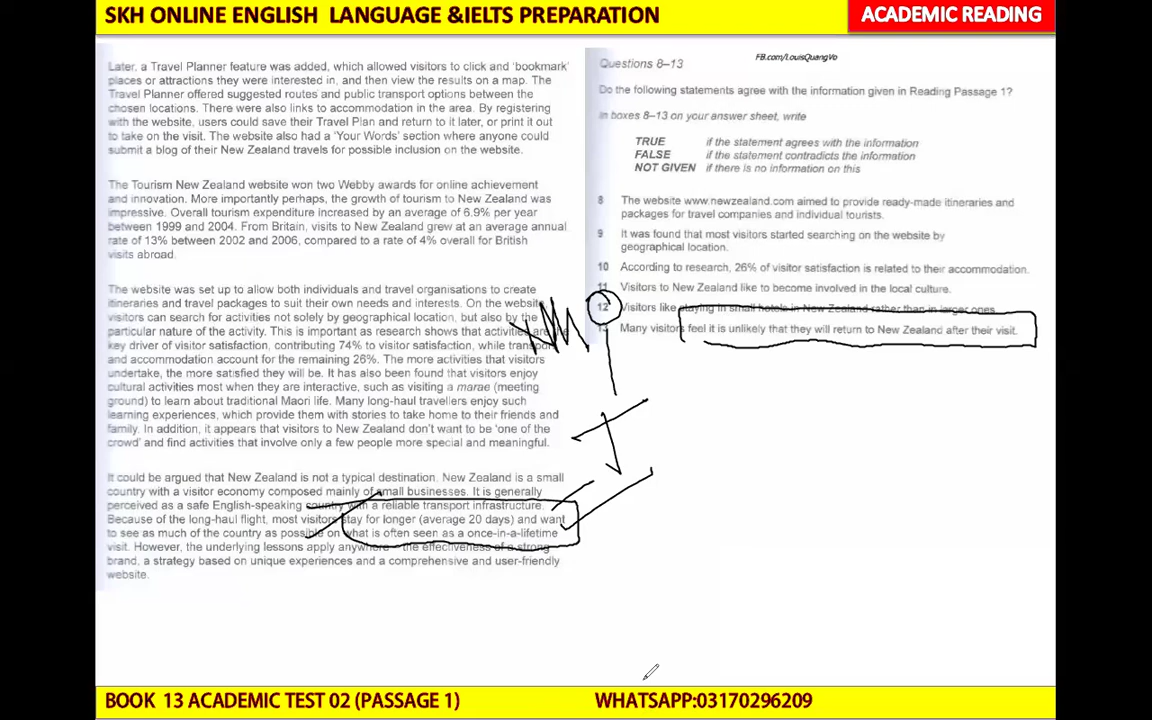 SKH ONLINE ENGLISH LANGUAGE &IELTS PREPARATION
ACADEMIC READING
Later, a Travel Planner feature was added, which allowed visitors to click and 'bookmark'
places or attractions they were interested in, and then view the results on a map. The
Travel Planner offered suggested routes and public transport options between the
chosen locations. There were also links to accommodation in the area. By registering
with the website, users could save their Travel Plan and return to it later, or print it out
to take on the visit. The website also had a 'Your Words' section where anyone could
submit a blog of their New Zealand travels for possible inclusion on the website.
The Tourism New Zealand website won two Webby awards for online achievement
and innovation. More importantly perhaps, the growth of tourism to New Zealand was
impressive. Overall tourism expenditure increased by an average of 6.9% per year
between 1999 and 2004. From Britain, visits to New Zealand grew at an average annual
rate of 13% between 2002 and 2006, compared to a rate of 4% overall for British
visits abroad.
The website was set up to allow both individuals and travel organisations to create
itineraries and travel packages to suit their own needs and interests. On the website
visitors can search for activities not solely by geographical location, but also by the
particular nature of the activity. This is important as research shows that activities are the
key driver of visitor satisfaction, contributing 74% to visitor satisfaction, while transport
and accommodation account for the remaining 26%. The more activities that visitors
undertake, the more satisfied they will be. It has also been found that visitors enjoy
cultural activities most when they are interactive, such as visiting a marae (meeting
ground) to learn about traditional Maori life. Many long-haul travellers enjoy such
learning experiences, which provide them with stories to take home to their friends and
family. In addition, it appears that visitors to New Zealand don't want to be 'one of the
crowd' and find activities that involve only a few people more special and meaningful.
It could be argued that New Zealand is not a typical destination. New Zealand is a small
country with a visitor economy composed mainly of small businesses. It is generally
perceived as a safe English-speaking country with a reliable transport infrastructure.
Because of the long-haul flight, most visitors stay for longer (average 20 days) and want
to see as much of the country as possible on what is often seen as a once-in-a-lifetime
visit. However, the underlying lessons apply anywhere – the effectiveness of a strong
brand, a strategy based on unique experiences and a comprehensive and user-friendly
website.
FB.com/LouisQuangVo
Questions 8–13
Do the following statements agree with the information given in Reading Passage 1?
In boxes 8–13 on your answer sheet, write
TRUE if the statement agrees with the information
FALSE if the statement contradicts the information
NOT GIVEN if there is no information on this
8 The website www.newzealand.com aimed to provide ready-made itineraries and
packages for travel companies and individual tourists.
9 It was found that most visitors started searching on the website by
geographical location.
10 According to research, 26% of visitor satisfaction is related to their accommodation.
11 Visitors to New Zealand like to become involved in the local culture.
12 Visitors like staying in small hotels in New Zealand rather than in larger ones.
13 Many visitors feel it is unlikely that they will return to New Zealand after their visit.
BOOK 13 ACADEMIC TEST 02 (PASSAGE 1)
WHATSAPP:03170296209